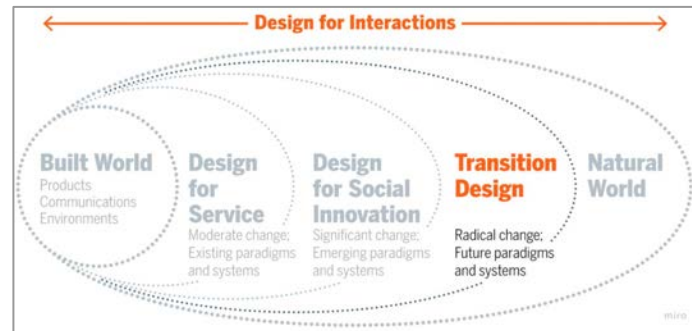 Design for Interactions
Built World
Products
Communications
Environments
Design
for
Service
Moderate change;
Existing paradigms
and systems
Design
for Social
Innovation
Significant change;
Emerging paradigms
and systems
Transition
Design
Radical change;
Future paradigms
and systems
Natural
World
miro